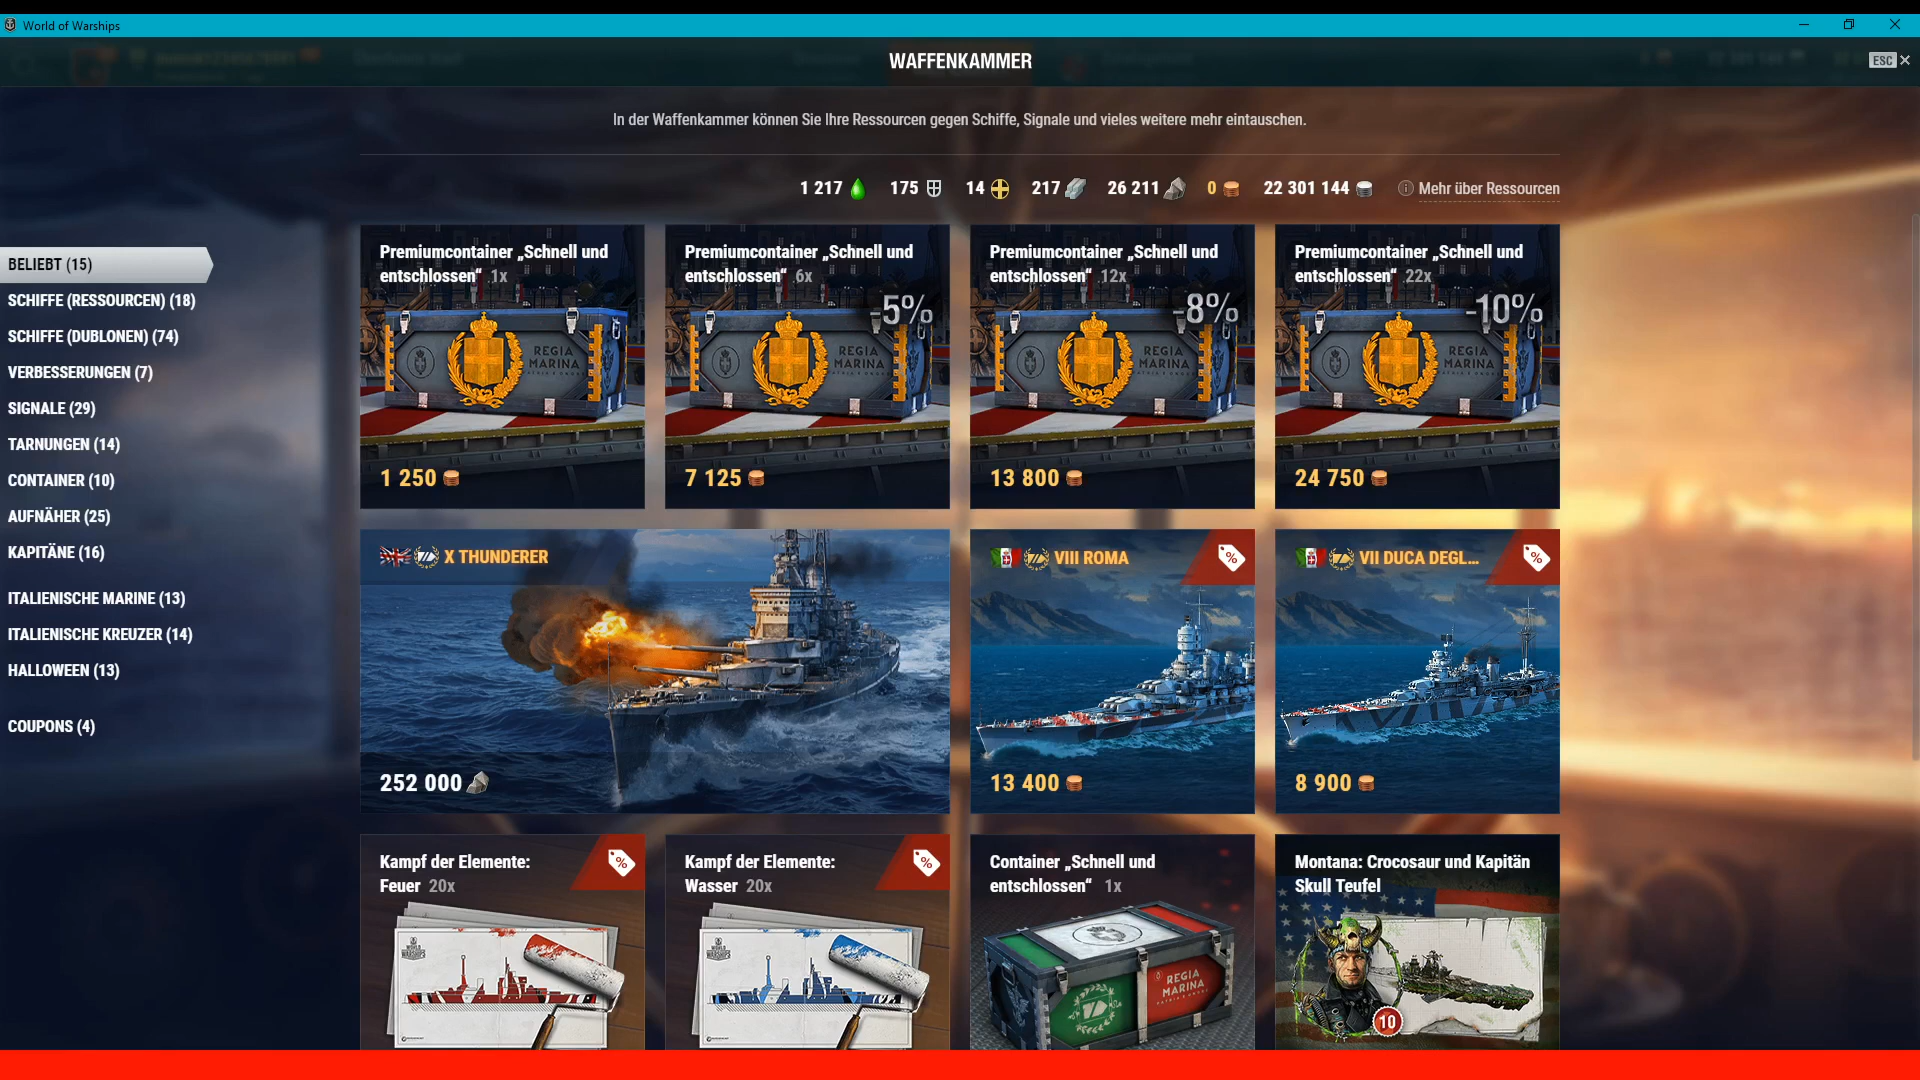 World of Warships
WAFFENKAMMER
ESC
In der Waffenkammer können Sie Ihre Ressourcen gegen Schiffe, Signale und vieles weitere mehr eintauschen.
1 217 175 14 217 26 211 0 22 301 144 Mehr über Ressourcen
BELIEBT (15)
SCHIFFE (RESSOURCEN) (18)
SCHIFFE (DUBLONEN) (74)
VERBESSERUNGEN (7)
SIGNALE (29)
TARNUNGEN (14)
CONTAINER (10)
AUFNÄHER (25)
KAPITÄNE (16)
ITALIENISCHE MARINE (13)
ITALIENISCHE KREUZER (14)
HALLOWEEN (13)
COUPONS (4)
Premiumcontainer „Schnell und
entschlossen“ 1x
REGIA
MARINA
1 250
Premiumcontainer „Schnell und
entschlossen“ 6x
-5%
REGIA
MARINA
7 125
Premiumcontainer „Schnell und
entschlossen“ 12x
-8%
REGIA
MARINA
13 800
Premiumcontainer „Schnell und
entschlossen“ 22x
-10%
REGIA
MARINA
24 750
X THUNDERER
252 000
VIII ROMA
%
13 400
VII DUCA DEGL...
%
8 900
Kampf der Elemente:
Feuer 20x
%
WORLD
WARSHIPS
Kampf der Elemente:
Wasser 20x
%
WORLD
WARSHIPS
Container „Schnell und
entschlossen“ 1x
REGIA
MARINA
Montana: Crocosaur und Kapitän
Skull Teufel
10